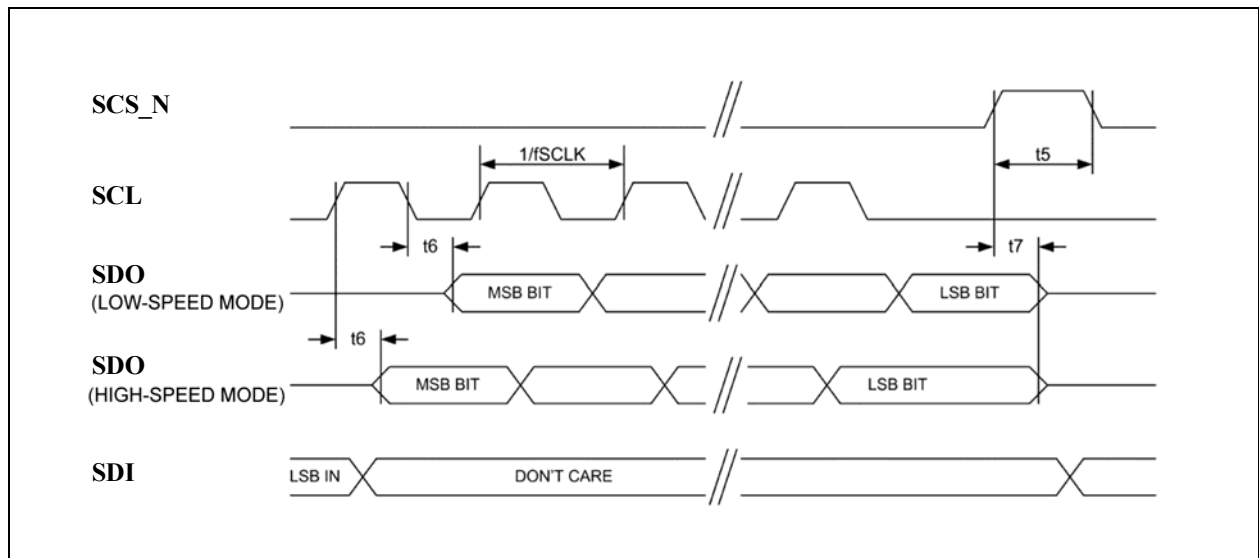 SCS_N
1/fSCLK
t5
SCL
t6
t7
SDO
MSB BIT
LSB BIT
(LOW-SPEED MODE)
t6
SDO
MSB BIT
LSB BIT
(HIGH-SPEED MODE)
SDI
LSB IN
DON'T CARE